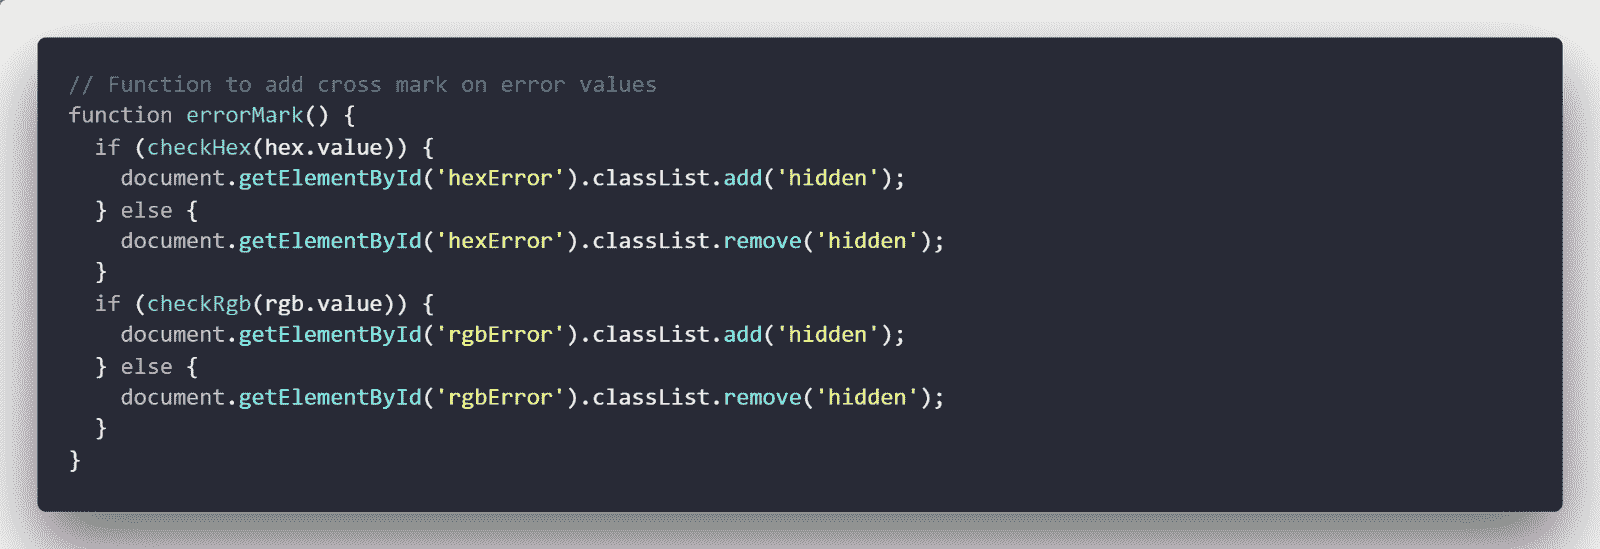 // Function to add cross mark on error values
function errorMark() {
  if (checkHex(hex.value)) {
    document.getElementById('hexError').classList.add('hidden');
  } else {
    document.getElementById('hexError').classList.remove('hidden');
  }
  if (checkRgb(rgb.value)) {
    document.getElementById('rgbError').classList.add('hidden');
  } else {
    document.getElementById('rgbError').classList.remove('hidden');
  }
}